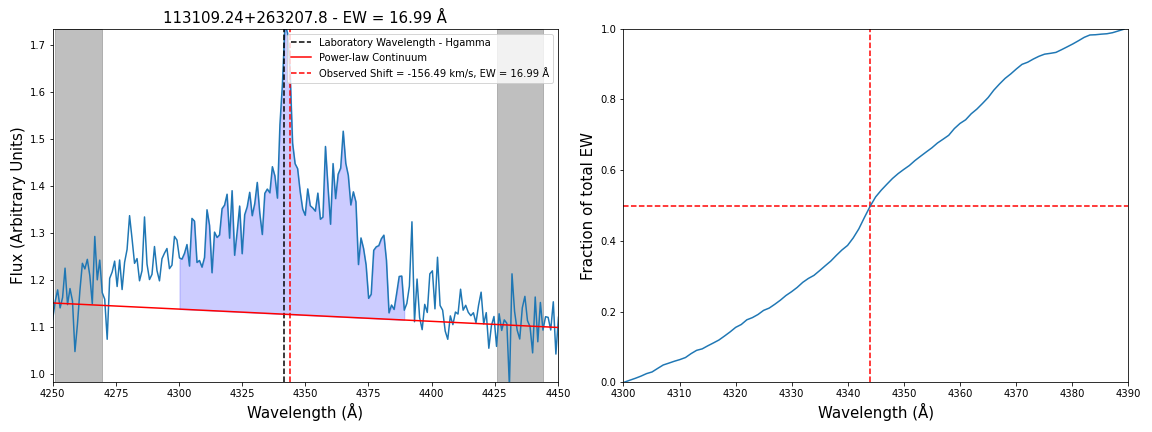 113109.24+263207.8 - EW = 16.99 Å
Laboratory Wavelength - Hgamma
Power-law Continuum
Observed Shift = -156.49 km/s, EW = 16.99 Å
Flux (Arbitrary Units)
1.7
1.6
1.5
1.4
1.3
1.2
1.1
1.0
4250 4275 4300 4325 4350 4375 4400 4425 4450
Wavelength (Å)
Fraction of total EW
1.0
0.8
0.6
0.4
0.2
0.0
4300 4310 4320 4330 4340 4350 4360 4370 4380 4390
Wavelength (Å)